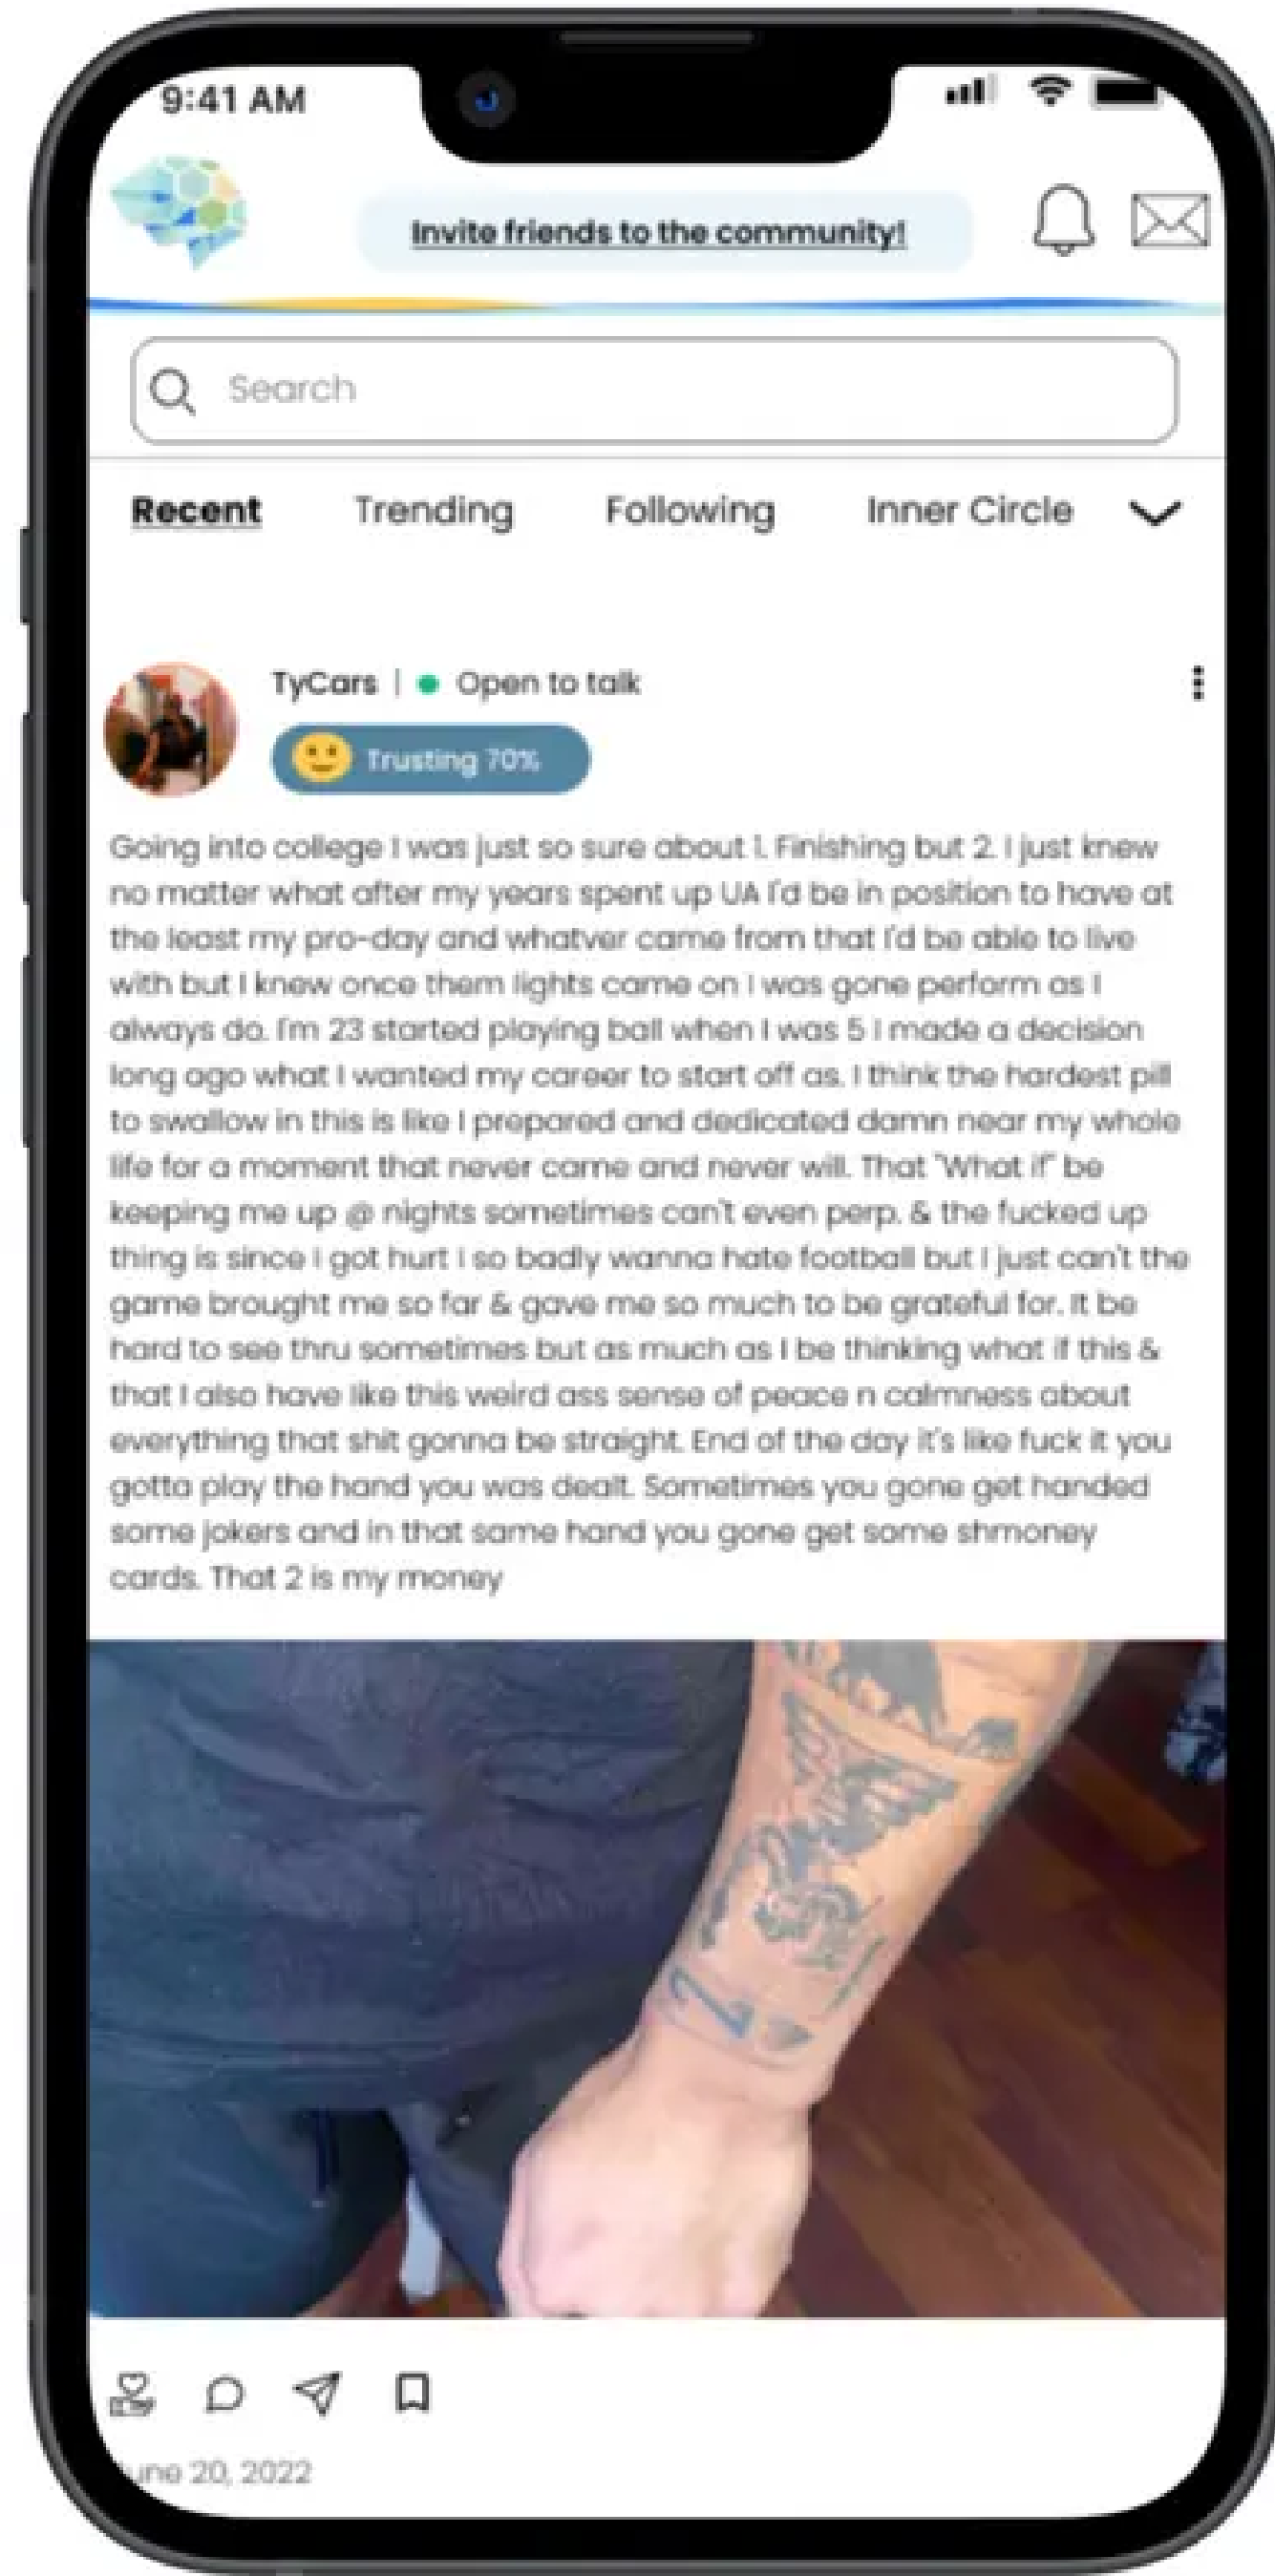 9:41 AM
Invite friends to the community!
Search
Recent Trending Following Inner Circle
TyCars | Open to talk
Trusting 70%
Going into college I was just so sure about 1. Finishing but 2. I just knew
no matter what after my years spent up UA I'd be in position to have at
the least my pro-day and whatver came from that I'd be able to live
with but I knew once them lights came on I was gone perform as I
always do. I'm 23 started playing ball when I was 5 I made a decision
long ago what I wanted my career to start off as. I think the hardest pill
to swallow in this is like I prepared and dedicated damn near my whole
life for a moment that never came and never will. That "What if" be
keeping me up @ nights sometimes can't even perp. & the fucked up
thing is since I got hurt I so badly wanna hate football but I just can't the
game brought me so far & gave me so much to be grateful for. It be
hard to see thru sometimes but as much as I be thinking what if this &
that I also have like this weird ass sense of peace n calmness about
everything that shit gonna be straight. End of the day it's like fuck it you
gotta play the hand you was dealt. Sometimes you gone get handed
some jokers and in that same hand you gone get some shmoney
cards. That 2 is my money
2
June 20, 2022